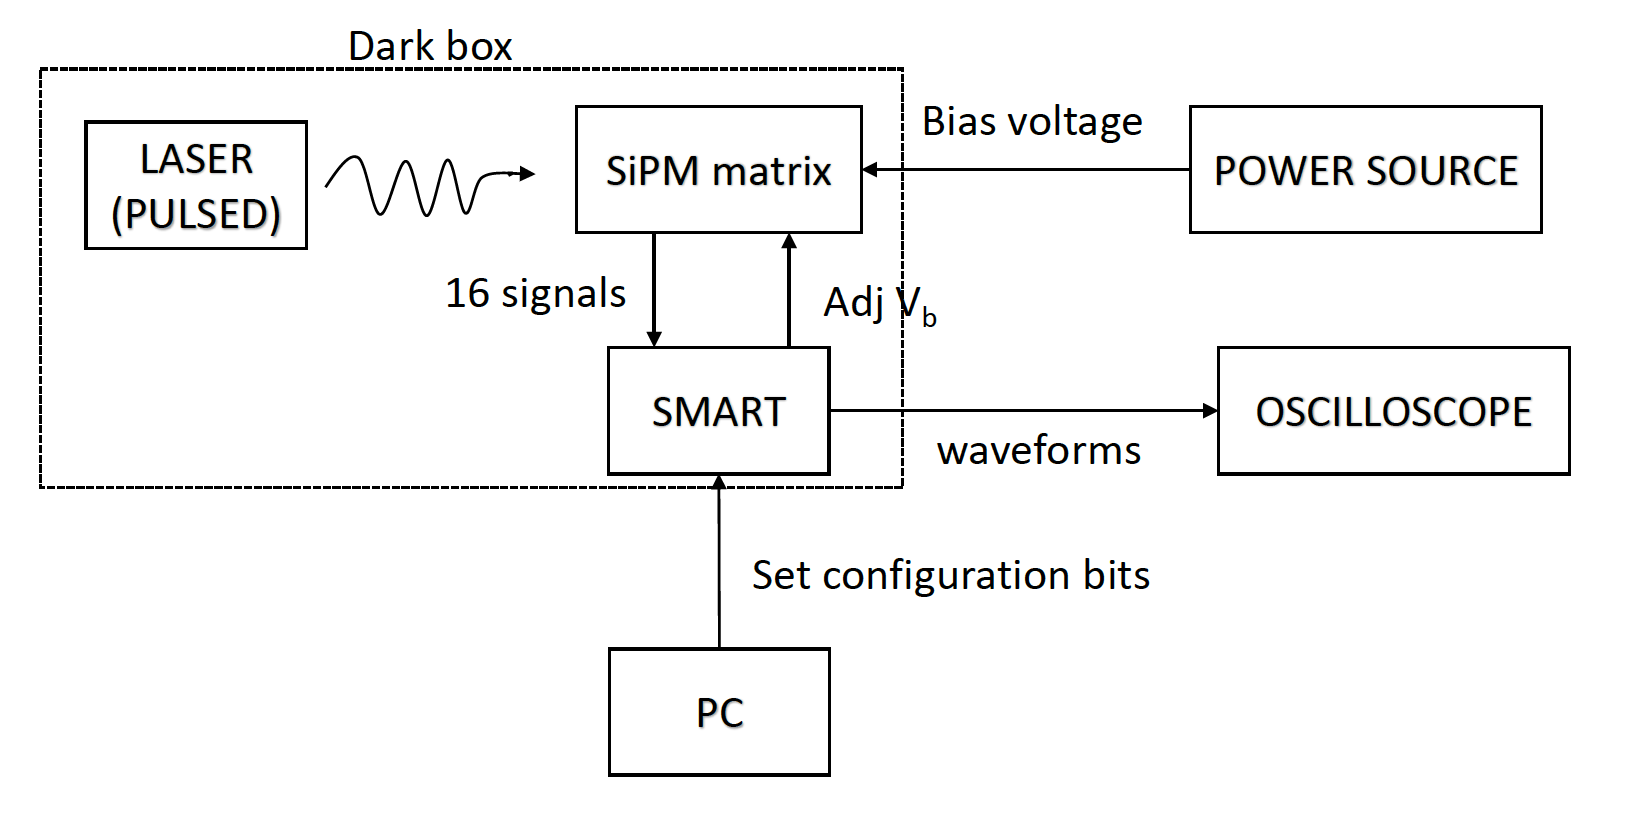 Dark box
LASER
(PULSED)
SiPM matrix
Bias voltage
POWER SOURCE
16 signals
Adj Vb
SMART
waveforms
OSCILLOSCOPE
Set configuration bits
PC